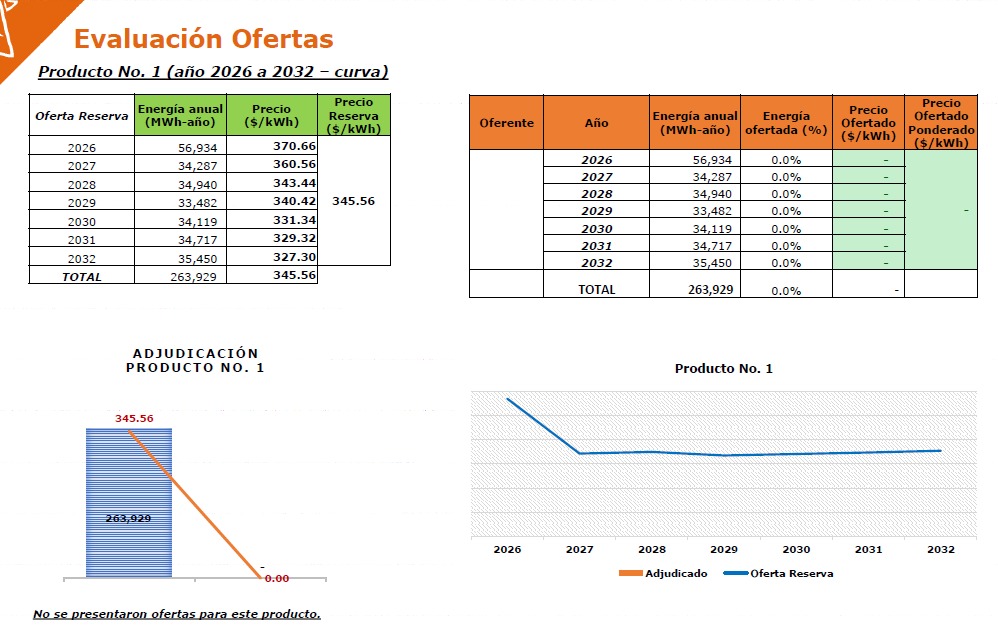 Evaluación Ofertas
Producto No. 1 (año 2026 a 2032 – curva)
Oferta Reserva Energía anual (MWh-año) Precio ($/kWh) Precio Reserva ($/kWh)
2026 56,934 370.66
2027 34,287 360.56
2028 34,940 343.44
2029 33,482 340.42 345.56
2030 34,119 331.34
2031 34,717 329.32
2032 35,450 327.30
TOTAL 263,929 345.56
Oferente Año Energía anual (MWh-año) Energía ofertada (%) Precio Ofertado ($/kWh) Precio Ofertado Ponderado ($/kWh)
2026 56,934 0.0% -
2027 34,287 0.0% -
2028 34,940 0.0% -
2029 33,482 0.0% - -
2030 34,119 0.0% -
2031 34,717 0.0% -
2032 35,450 0.0% -
TOTAL 263,929 0.0% -
ADJUDICACIÓN
PRODUCTO NO. 1
345.56
263,929
-
0.00
Producto No. 1
2026 2027 2028 2029 2030 2031 2032
Adjudicado Oferta Reserva
No se presentaron ofertas para este producto.